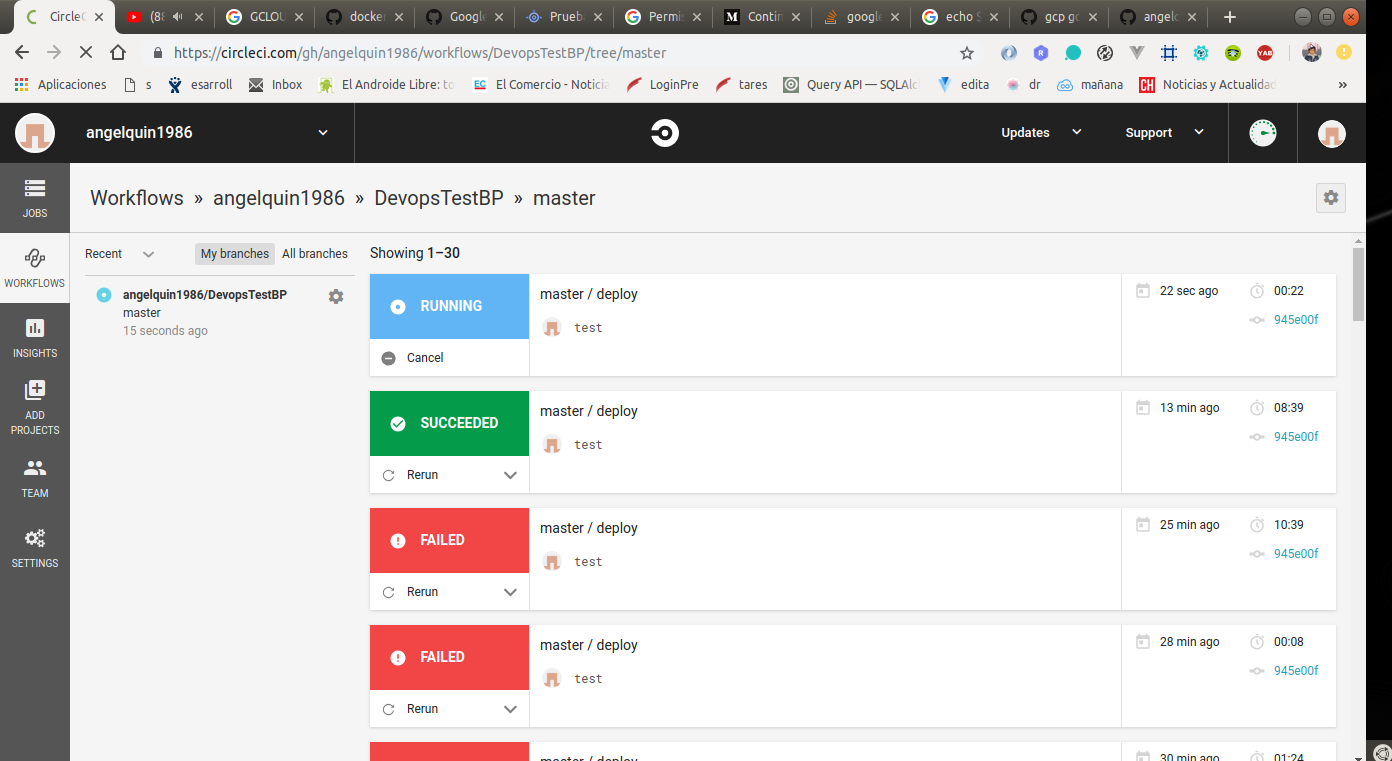 CircleC
(88
GCLOU
docke
Google
Prueb
Permis
M Contin
google
echo S
gcp gc
angelc
https://circleci.com/gh/angelquin1986/workflows/DevopsTestBP/tree/master
Aplicaciones s esarroll Inbox El Androide Libre: to EC El Comercio - Noticia LoginPre tares Query API — SQLAlc edita dr mañana CH Noticias y Actualidad »
angelquin1986 Updates Support
Workflows » angelquin1986 » DevopsTestBP » master
JOBS
WORKFLOWS
INSIGHTS
ADD
PROJECTS
TEAM
SETTINGS
Recent My branches All branches
angelquin1986/DevopsTestBP
master
15 seconds ago
Showing 1–30
RUNNING
Cancel
master / deploy
test
22 sec ago 00:22
945e00f
SUCCEEDED
Rerun
master / deploy
test
13 min ago 08:39
945e00f
FAILED
Rerun
master / deploy
test
25 min ago 10:39
945e00f
FAILED
Rerun
master / deploy
test
28 min ago 00:08
945e00f
master / deploy
30 min ago 01:24